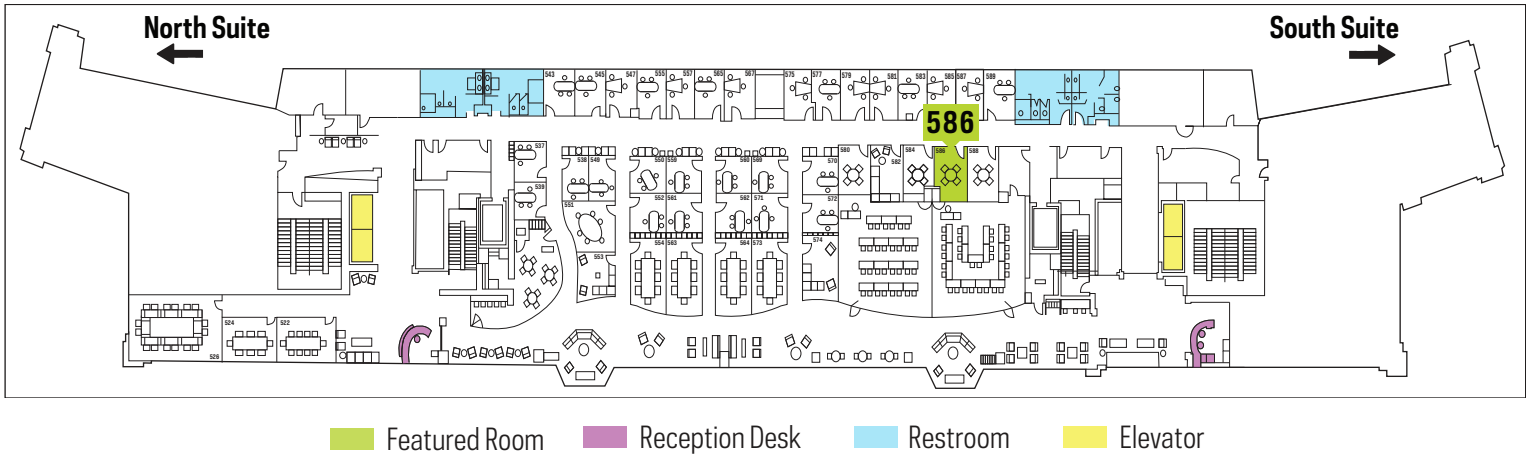 North Suite
South Suite
543 545 547 555 557 565 567 575 577 579 581 583 585 587 589
586
537 538 549 550 559 560 569 570 580 582 584 586 588
539 551 552 561 562 571 572
553 554 563 564 573 574
526 524 522
Featured Room
Reception Desk
Restroom
Elevator